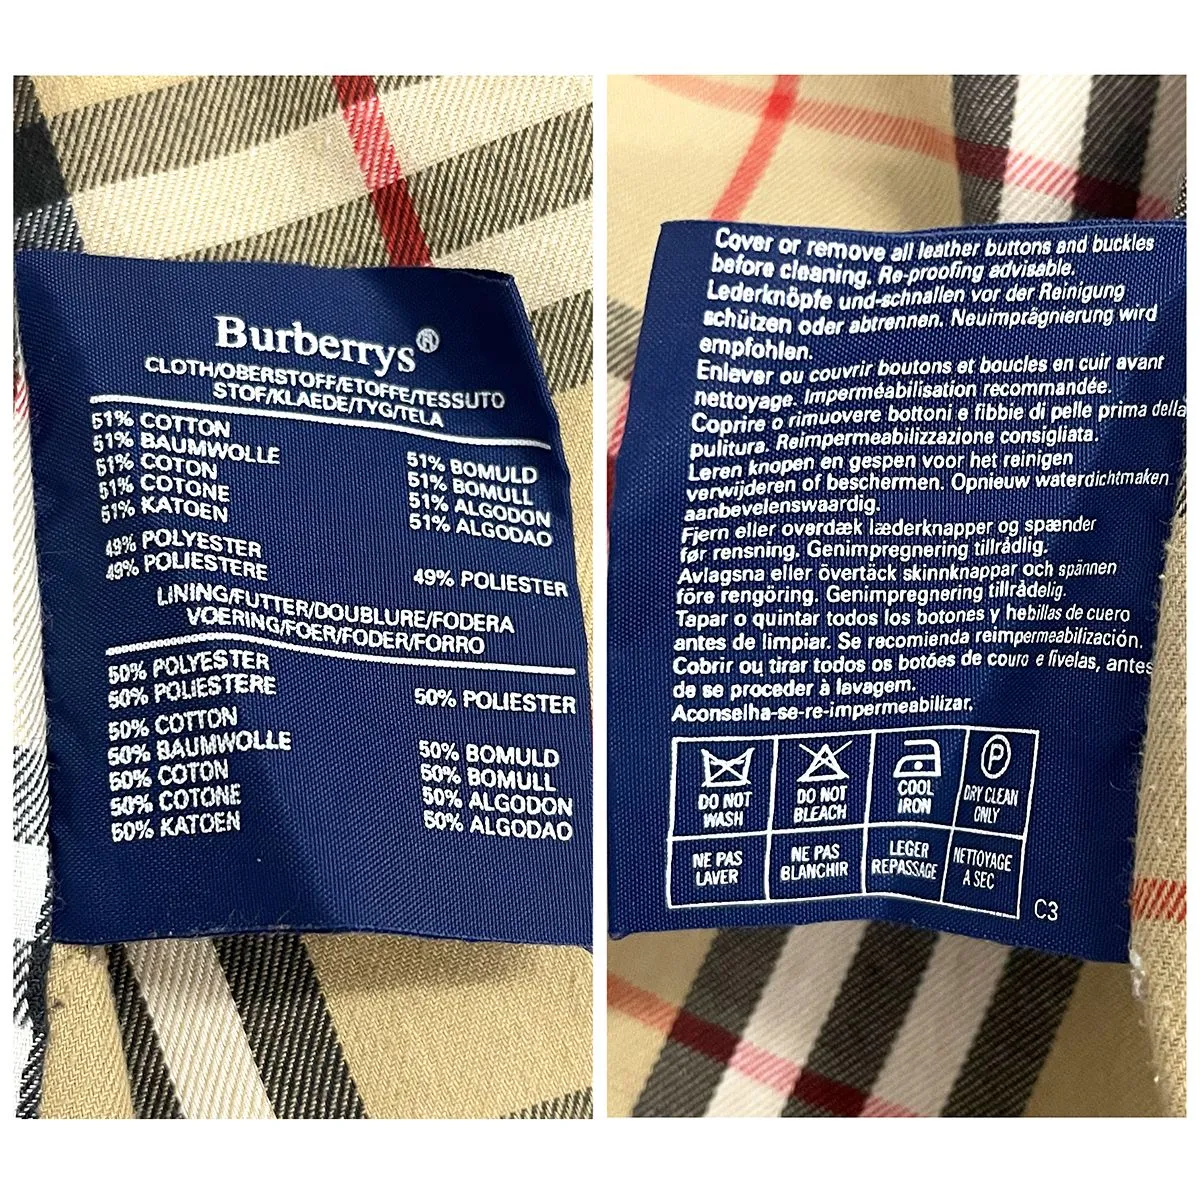 Burberrys®
CLOTH/OBERSTOFF/ETOFFE/TESSUTO
STOF/KLAEDE/TYG/TELA
51% COTTON
51% BAUMWOLLE
51% COTON
51% COTONE
51% KATOEN
51% BOMULD
51% BOMULL
51% ALGODON
51% ALGODAO
49% POLYESTER
49% POLIESTERE
49% POLIESTER
LINING/FUTTER/DOUBLURE/FODERA
VOERING/FOER/FODER/FORRO
50% POLYESTER
50% POLIESTERE
50% POLIESTER
50% COTTON
50% BAUMWOLLE
50% COTON
50% COTONE
50% KATOEN
50% BOMULD
50% BOMULL
50% ALGODON
50% ALGODAO
Cover or remove all leather buttons and buckles
before cleaning. Re-proofing advisable.
Lederknöpfe und-schnallen vor der Reinigung
schützen oder abtrennen. Neuimprägnierung wird
empfohlen.
Enlever ou couvrir boutons et boucles en cuir avant
nettoyage. Imperméabilisation recommandée.
Coprire o rimuovere bottoni e fibbie di pelle prima della
pulitura. Reimpermeabilizzazione consigliata.
Leren knopen en gespen voor het reinigen
verwijderen of beschermen. Opnieuw waterdichtmaken
aanbevelenswaardig.
Fjern eller overdæk læderknapper og spænder
før rensning. Genimpregnering tillrådlig.
Avlagsna eller övertäck skinnknappar och spännen
före rengöring. Genimpregnering tillrådelig.
Tapar o quintar todos los botones y hebillas de cuero
antes de limpiar. Se recomienda reimpermeabilización.
Cobrir ou tirar todos os botões de couro e fivelas, antes
de se proceder à lavagem.
Aconselha-se-re-impermeabilizar.
DO NOT
WASH
DO NOT
BLEACH
COOL
IRON
P
DRY CLEAN
ONLY
NE PAS
LAVER
NE PAS
BLANCHIR
LEGER
REPASSAGE
NETTOYAGE
A SEC
C3